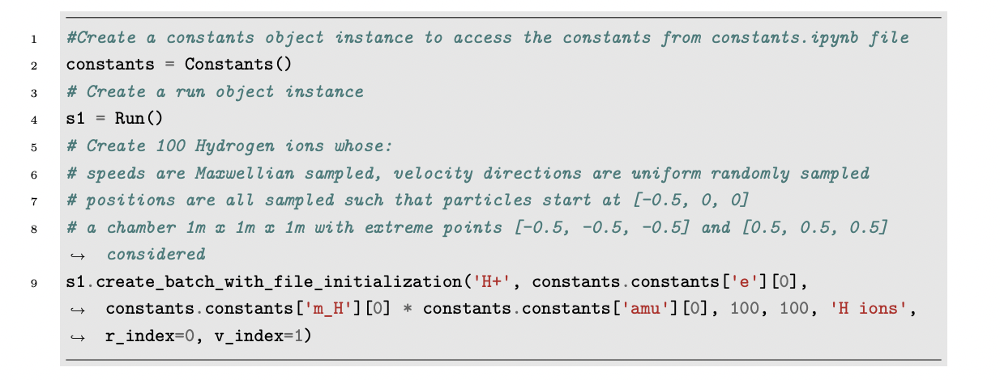 1 #Create a constants object instance to access the constants from constants.ipynb file
2 constants = Constants()
3 # Create a run object instance
4 s1 = Run()
5 # Create 100 Hydrogen ions whose:
6 # speeds are Maxwellian sampled, velocity directions are uniform randomly sampled
7 # positions are all sampled such that particles start at [-0.5, 0, 0]
8 # a chamber 1m x 1m x 1m with extreme points [-0.5, -0.5, -0.5] and [0.5, 0.5, 0.5]
↪ considered
9 s1.create_batch_with_file_initialization('H+', constants.constants['e'][0],
↪ constants.constants['m_H'][0] * constants.constants['amu'][0], 100, 100, 'H ions',
↪ r_index=0, v_index=1)